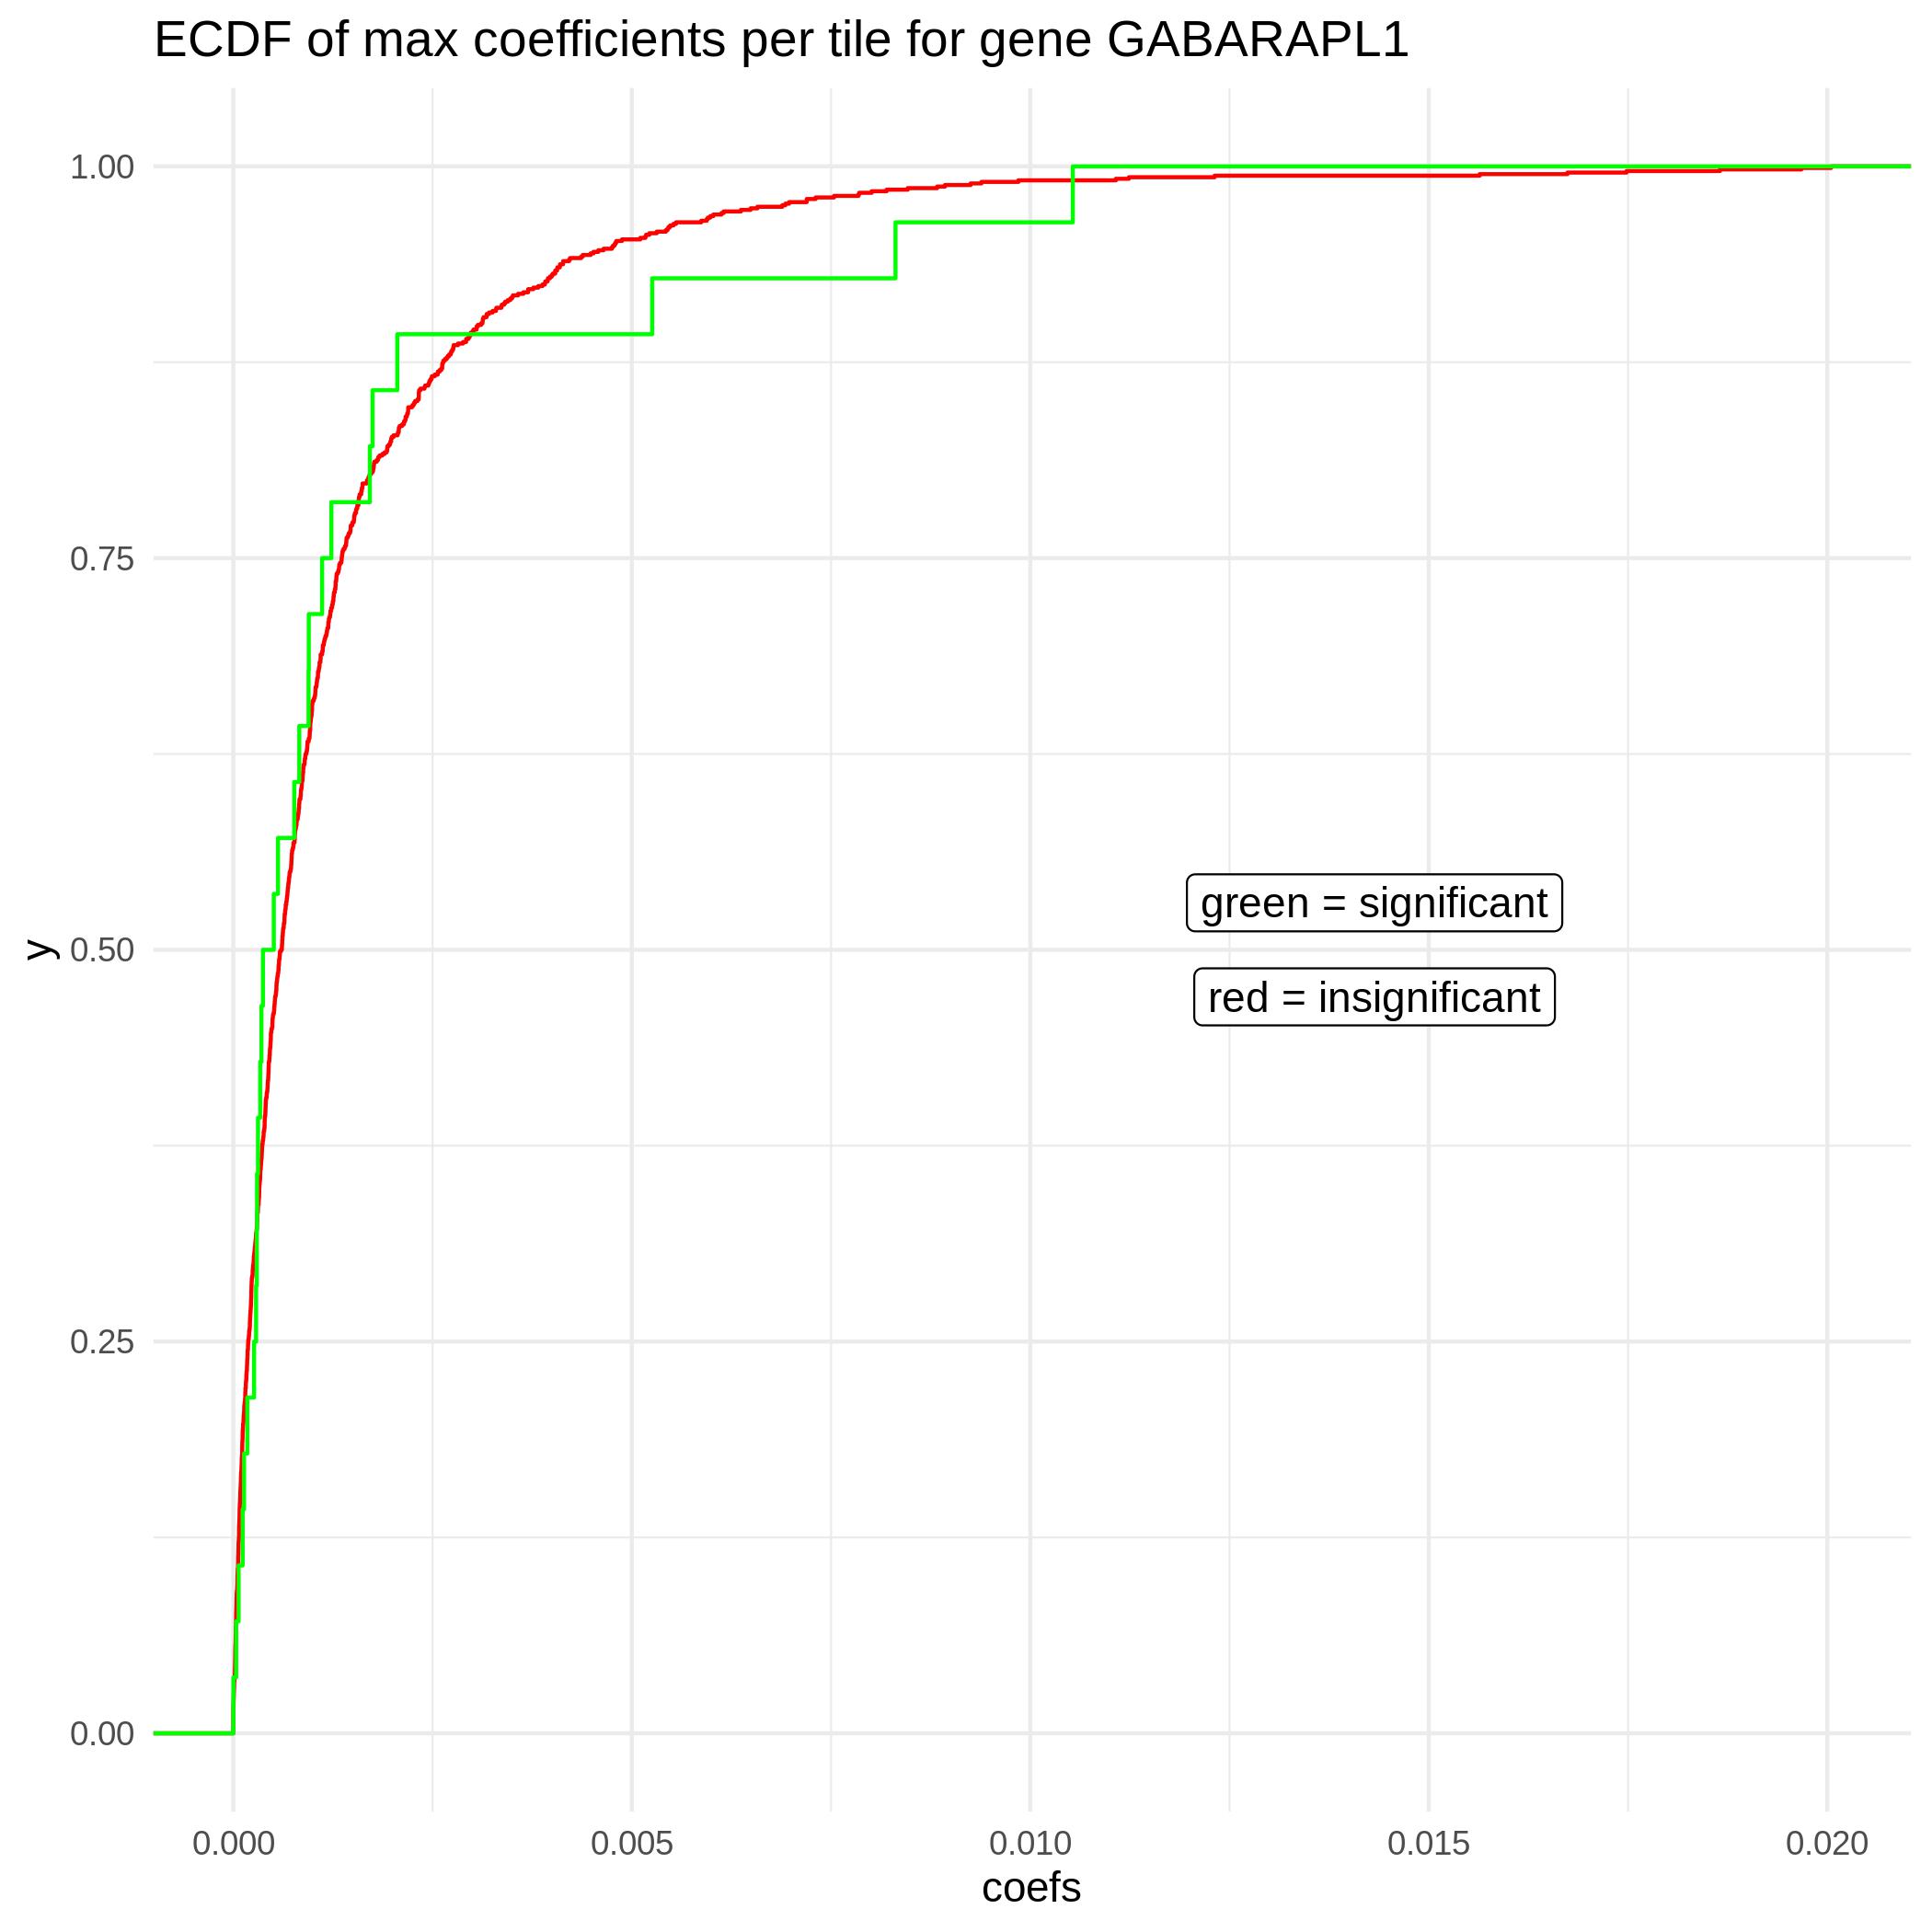 ECDF of max coefficients per tile for gene GABARAPL1
1.00
0.75
0.50
0.25
0.00
y
green = significant
red = insignificant
0.000 0.005 0.010 0.015 0.020
coefs